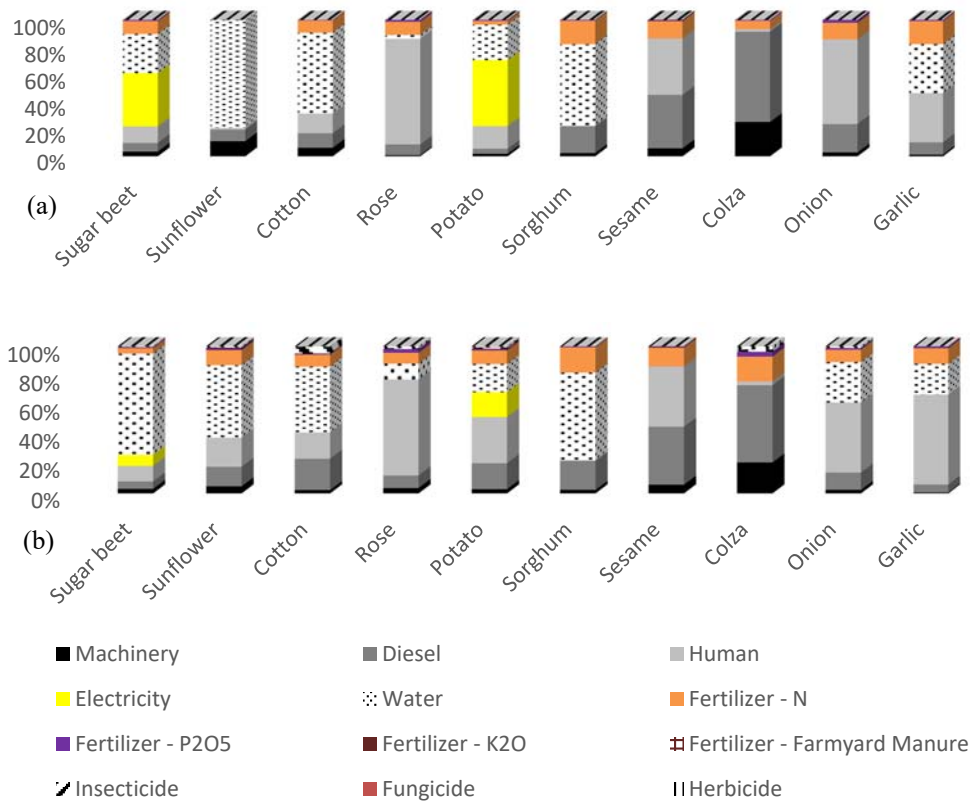 100%
80%
60%
40%
20%
0%
(a)
Sugar beet
Sunflower
Cotton
Rose
Potato
Sorghum
Sesame
Colza
Onion
Garlic
100%
80%
60%
40%
20%
0%
(b)
Sugar beet
Sunflower
Cotton
Rose
Potato
Sorghum
Sesame
Colza
Onion
Garlic
Machinery Diesel Human
Electricity Water Fertilizer - N
Fertilizer - P2O5 Fertilizer - K2O Fertilizer - Farmyard Manure
Insecticide Fungicide Herbicide